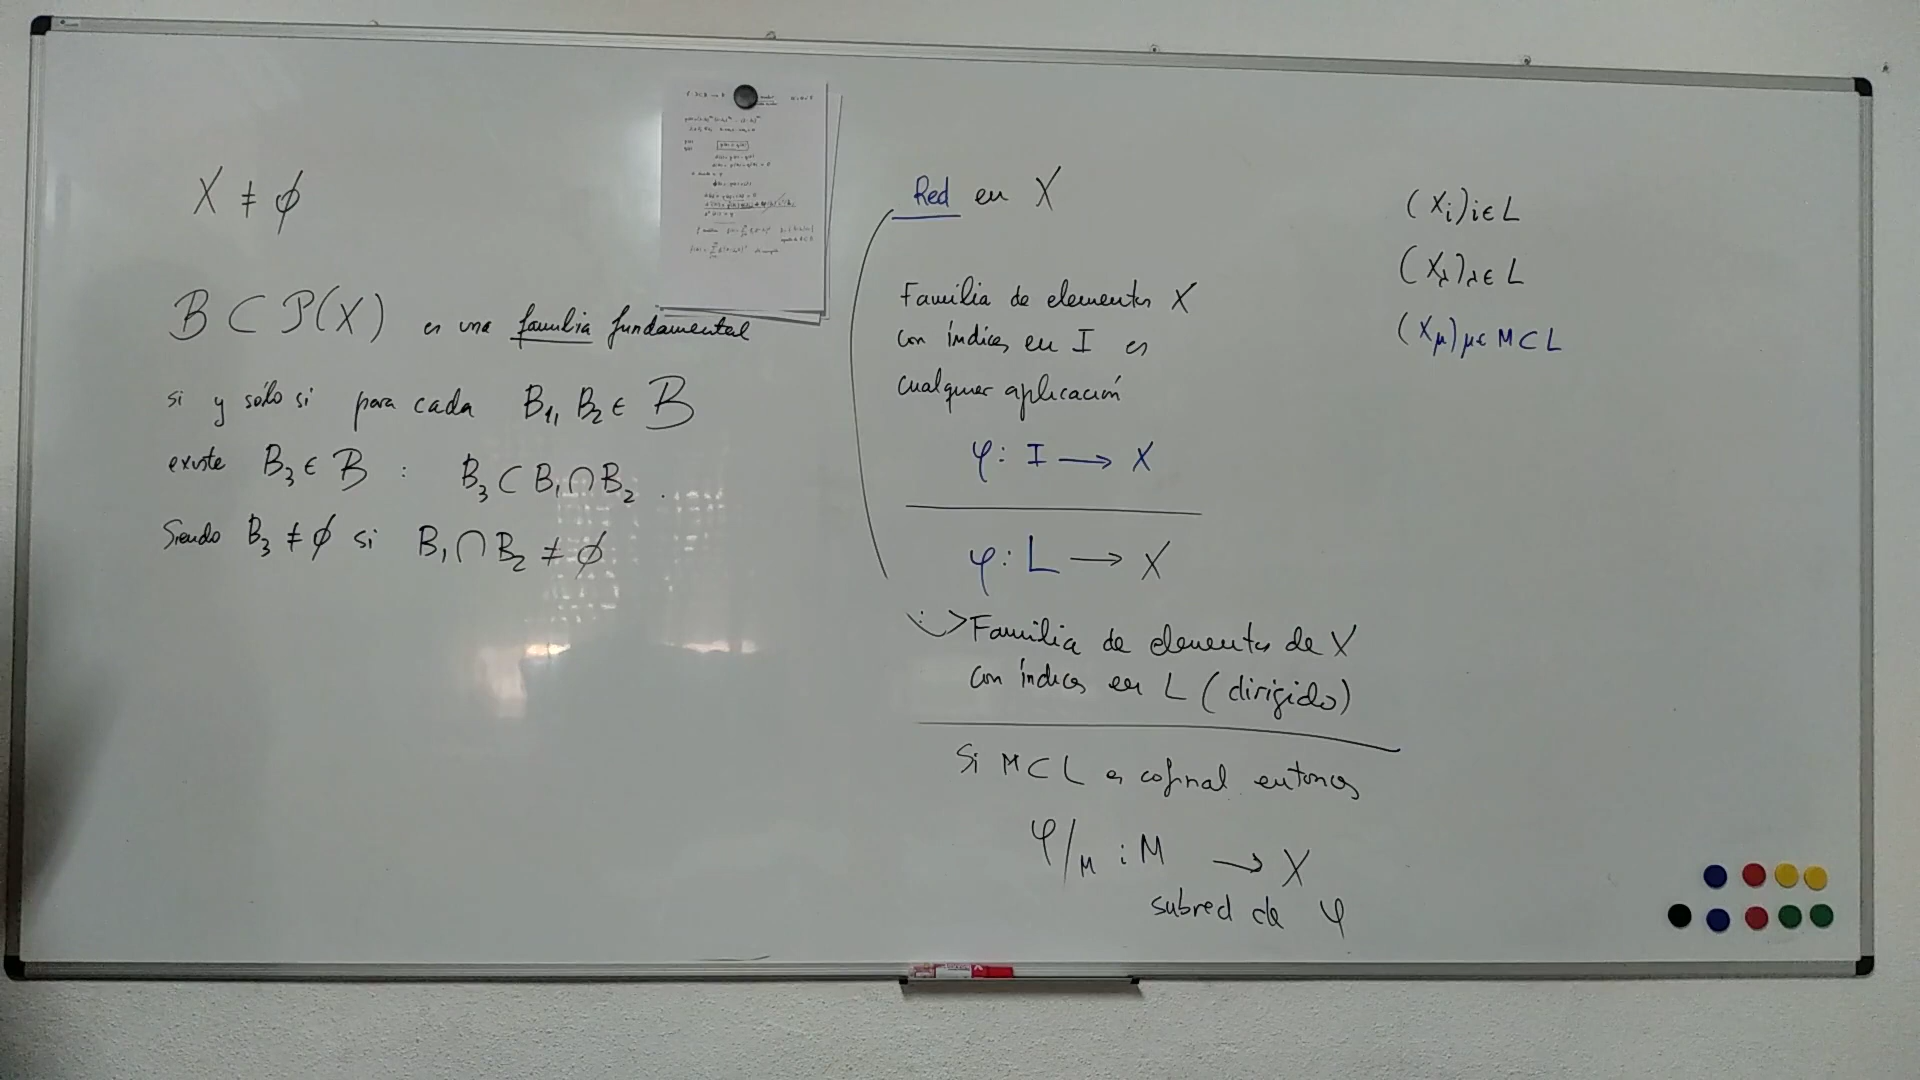 X ≠ ∅
B ⊂ P(X) es una familia fundamental
si y sólo si para cada B₁, B₂ ∈ B
existe B₃ ∈ B : B₃ ⊂ B₁ ∩ B₂ .
Siendo B₃ ≠ ∅ si B₁ ∩ B₂ ≠ ∅
Red en X
Familia de elementos X
con índices en I es
cualquier aplicación
φ: I → X
φ: L → X
Familia de elementos de X
con índices en L (dirigido)
Si M ⊂ L es cofinal entonces
φ/M : M → X
subred de φ
(xᵢ)i∈L
(x_λ)λ∈L
(x_μ)μ∈M⊂L